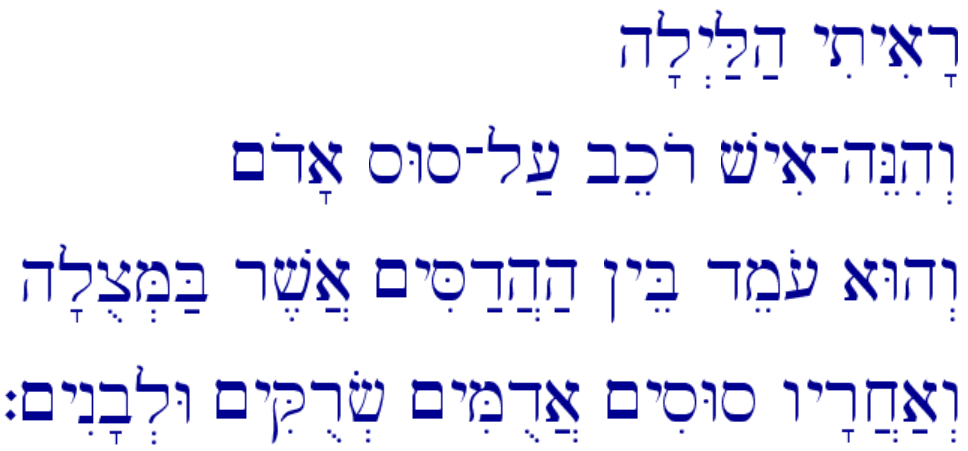 רָאִיתִי הַלַּיְלָה
וְהִנֵּה-אִישׁ רֹכֵב עַל-סוּס אָדֹם
וְהוּא עֹמֵד בֵּין הַהֲדַסִּים אֲשֶׁר בַּמְּצֻלָה
וְאַחֲרָיו סוּסִים אֲדֻמִּים שְׂרֻקִּים וּלְבָנִים׃